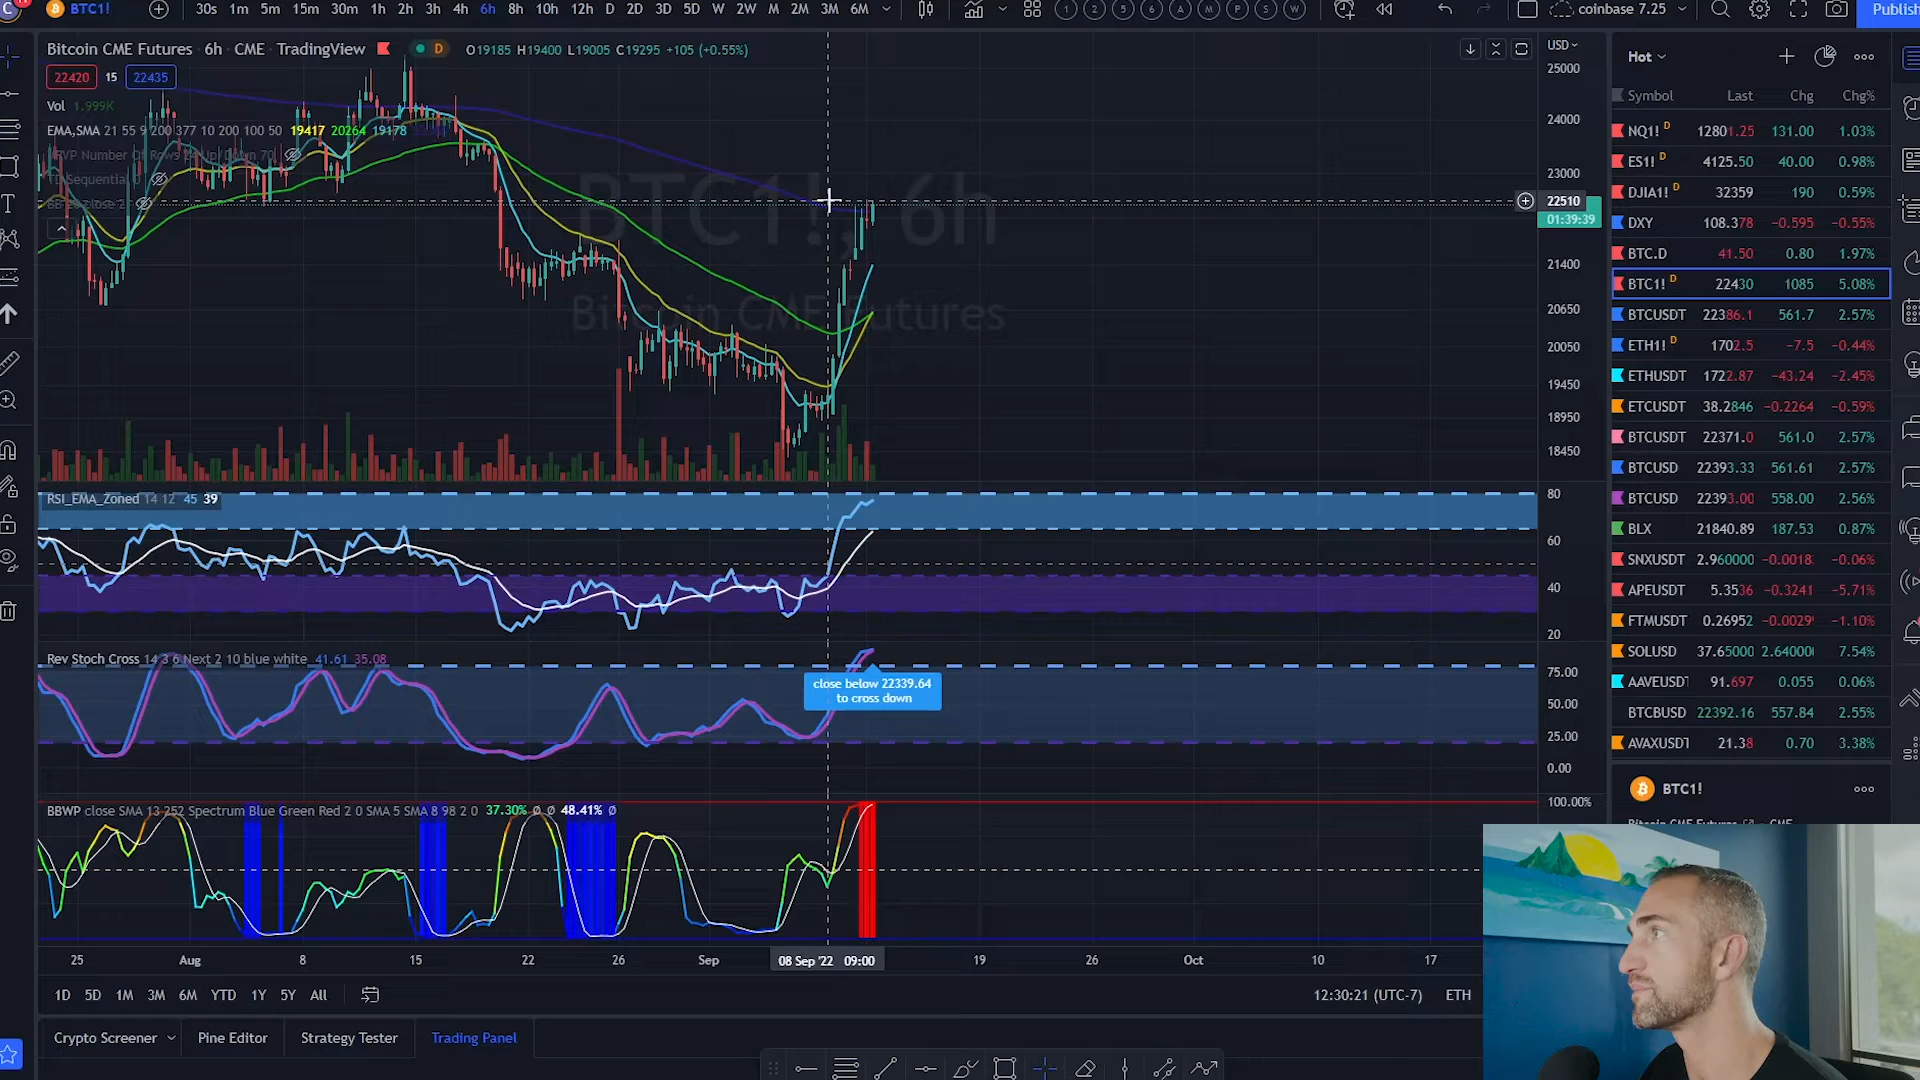 BTC1!
30s 1m 5m 15m 30m 1h 2h 3h 4h 6h 8h 10h 12h D 2D 3D 5D W 2W M 2M 3M 6M
coinbase 7.25
Publish
Bitcoin CME Futures · 6h · CME · TradingView D O19185 H19400 L19005 C19295 +105 (+0.55%)
22420 15 22435
Vol 1.999K
EMA,SMA 21 55 9 200 377 10 200 100 50 19417 20264 19178
BTC1!, 6h
Bitcoin CME Futures
USD
25000
24000
23000
22510
01:39:39
21400
20650
20050
19450
18950
18450
RSI_EMA_Zoned 14 12 45 39
80
60
40
20
Rev Stoch Cross 14 3 6 Next 2 10 blue white 41.61 35.08
close below 22339.64
to cross down
75.00
50.00
25.00
0.00
BBWP close SMA 13 252 Spectrum Blue Green Red 2 0 SMA 5 SMA 8 98 2 0 37.30% Ø Ø 48.41% Ø
100.00%
25 Aug 8 15 22 26 Sep 08 Sep '22 09:00 19 26 Oct 10 17
1D 5D 1M 3M 6M YTD 1Y 5Y All
12:30:21 (UTC-7) ETH
Crypto Screener Pine Editor Strategy Tester Trading Panel
Hot
Symbol Last Chg Chg%
NQ1! D 12801.25 131.00 1.03%
ES1! D 4125.50 40.00 0.98%
DJIA1! D 32359 190 0.59%
DXY 108.378 -0.595 -0.55%
BTC.D 41.50 0.80 1.97%
BTC1! D 22430 1085 5.08%
BTCUSDT 22386.1 561.7 2.57%
ETH1! D 1702.5 -7.5 -0.44%
ETHUSDT 1722.87 -43.24 -2.45%
ETCUSDT 38.2846 -0.2264 -0.59%
BTCUSDT 22371.0 561.0 2.57%
BTCUSD 22393.33 561.61 2.57%
BTCUSD 22393.00 558.00 2.56%
BLX 21840.89 187.53 0.87%
SNXUSDT 2.960000 -0.0018 -0.06%
APEUSDT 5.3536 -0.3241 -5.71%
FTMUSDT 0.26952 -0.0029 -1.10%
SOLUSD 37.65000 2.64000 7.54%
AAVEUSDT 91.697 0.055 0.06%
BTCBUSD 22392.16 557.84 2.55%
AVAXUSDT 21.38 0.70 3.38%
BTC1!